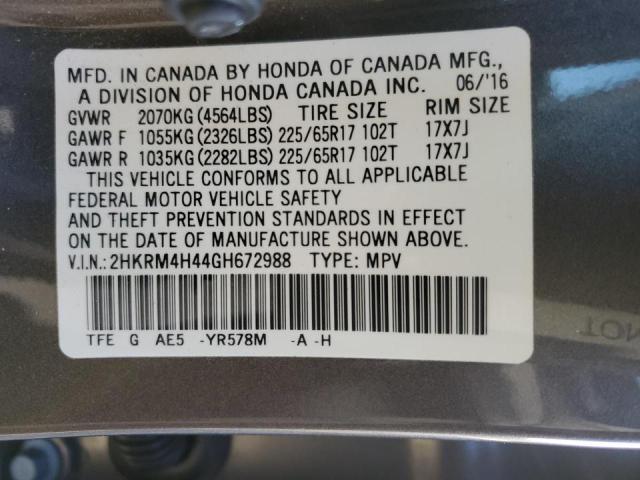 MFD. IN CANADA BY HONDA OF CANADA MFG.,
A DIVISION OF HONDA CANADA INC. 06/'16
GVWR 2070KG(4564LBS) TIRE SIZE RIM SIZE
GAWR F 1055KG(2326LBS) 225/65R17 102T 17X7J
GAWR R 1035KG(2282LBS) 225/65R17 102T 17X7J
THIS VEHICLE CONFORMS TO ALL APPLICABLE
FEDERAL MOTOR VEHICLE SAFETY
AND THEFT PREVENTION STANDARDS IN EFFECT
ON THE DATE OF MANUFACTURE SHOWN ABOVE.
V.I.N.: 2HKRM4H44GH672988 TYPE: MPV
TFE G AE5 -YR578M -A -H